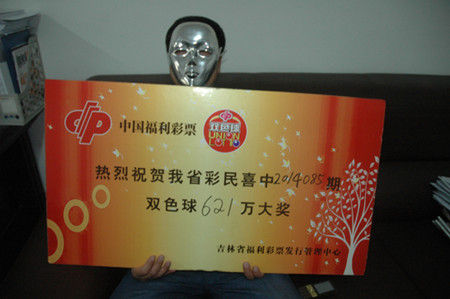 中国福利彩票 双色球 UNION LOTTO
热烈祝贺我省彩民喜中2014085期
双色球621万大奖
吉林省福利彩票发行管理中心